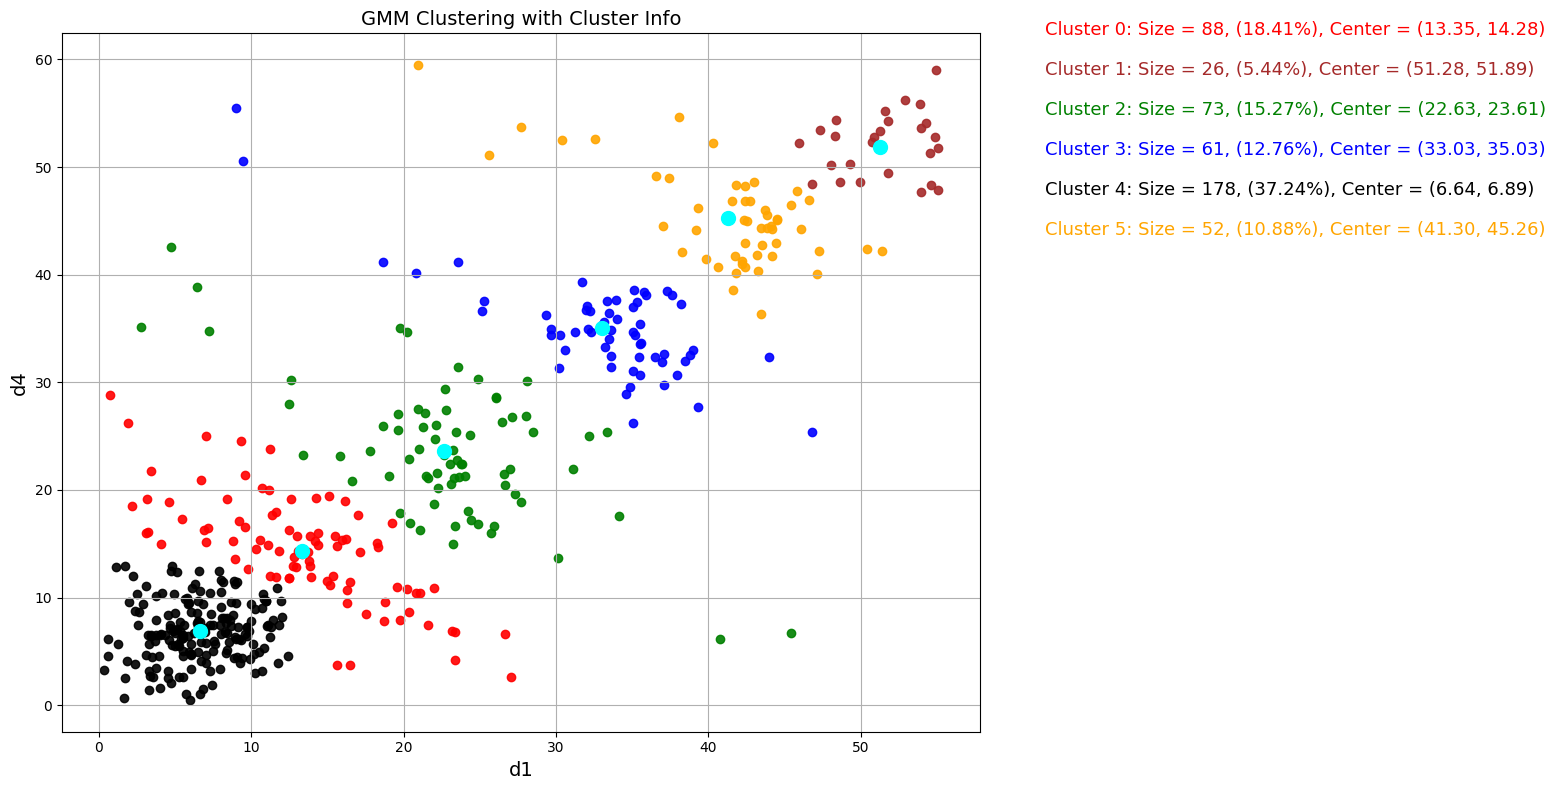 GMM Clustering with Cluster Info
Cluster 0: Size = 88, (18.41%), Center = (13.35, 14.28)
Cluster 1: Size = 26, (5.44%), Center = (51.28, 51.89)
Cluster 2: Size = 73, (15.27%), Center = (22.63, 23.61)
Cluster 3: Size = 61, (12.76%), Center = (33.03, 35.03)
Cluster 4: Size = 178, (37.24%), Center = (6.64, 6.89)
Cluster 5: Size = 52, (10.88%), Center = (41.30, 45.26)
60
50
40
30
20
10
0
d4
0 10 20 30 40 50
d1